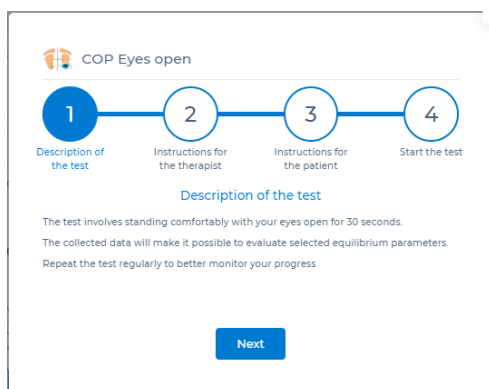 COP Eyes open
1
2
3
4
Description of
the test
Instructions for
the therapist
Instructions for
the patient
Start the test
Description of the test
The test involves standing comfortably with your eyes open for 30 seconds.
The collected data will make it possible to evaluate selected equilibrium parameters.
Repeat the test regularly to better monitor your progress
Next